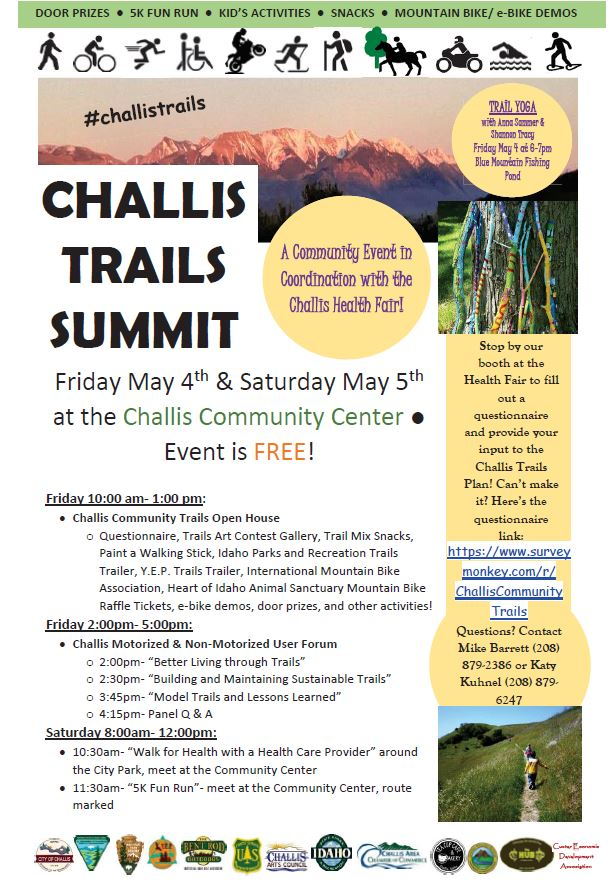 DOOR PRIZES ● 5K FUN RUN ● KID'S ACTIVITIES ● SNACKS ● MOUNTAIN BIKE/ e-BIKE DEMOS
#challistrails
TRAIL YOGA
with Anna Sammer &
Shannon Tracy
Friday May 4 at 6-7pm
Blue Mountain Fishing
Pond
CHALLIS
TRAILS
SUMMIT
A Community Event in
Coordination with the
Challis Health Fair!
Friday May 4th & Saturday May 5th
at the Challis Community Center ●
Event is FREE!
Stop by our
booth at the
Health Fair to fill
out a
questionnaire
and provide your
input to the
Challis Trails
Plan! Can't make
it? Here's the
questionnaire
link:
https://www.survey
monkey.com/r/
ChallisCommunity
Trails
Questions? Contact
Mike Barrett (208)
879-2386 or Katy
Kuhnel (208) 879-
6247
Friday 10:00 am- 1:00 pm:
● Challis Community Trails Open House
o Questionnaire, Trails Art Contest Gallery, Trail Mix Snacks,
Paint a Walking Stick, Idaho Parks and Recreation Trails
Trailer, Y.E.P. Trails Trailer, International Mountain Bike
Association, Heart of Idaho Animal Sanctuary Mountain Bike
Raffle Tickets, e-bike demos, door prizes, and other activities!
Friday 2:00pm- 5:00pm:
● Challis Motorized & Non-Motorized User Forum
o 2:00pm- “Better Living through Trails”
o 2:30pm- “Building and Maintaining Sustainable Trails”
o 3:45pm- “Model Trails and Lessons Learned”
o 4:15pm- Panel Q & A
Saturday 8:00am- 12:00pm:
● 10:30am- “Walk for Health with a Health Care Provider” around
the City Park, meet at the Community Center
● 11:30am- “5K Fun Run”- meet at the Community Center, route
marked
CITY OF CHALLIS
BENT ROD
OUTDOORS
UAS
CHALLIS
ARTS COUNCIL
IDAHO
CHALLIS AREA
CHAMBER OF COMMERCE
HUB
Custer Economic
Development
Association